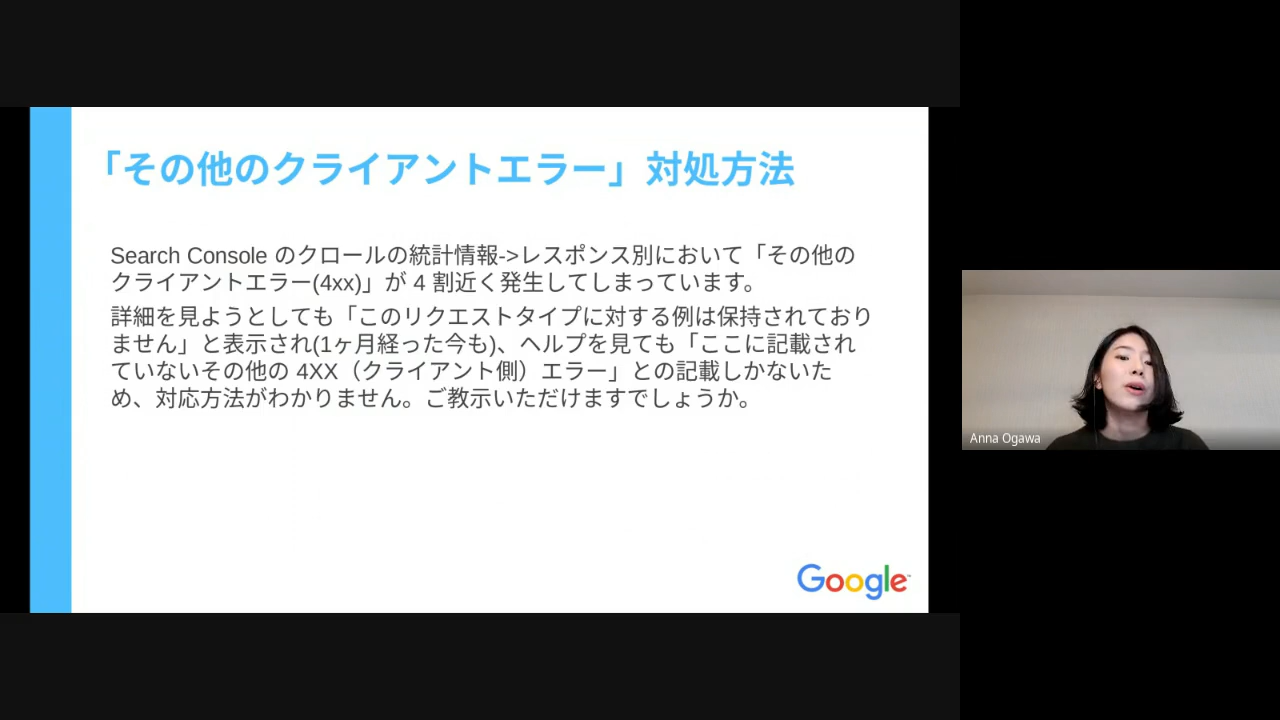 「その他のクライアントエラー」対処方法
Search Console のクロールの統計情報->レスポンス別において「その他の
クライアントエラー(4xx)」が 4 割近く発生してしまっています。
詳細を見ようとしても「このリクエストタイプに対する例は保持されており
ません」と表示され(1ヶ月経った今も)、ヘルプを見ても「ここに記載され
ていないその他の 4XX（クライアント側）エラー」との記載しかないた
め、対応方法がわかりません。ご教示いただけますでしょうか。
Google
Anna Ogawa